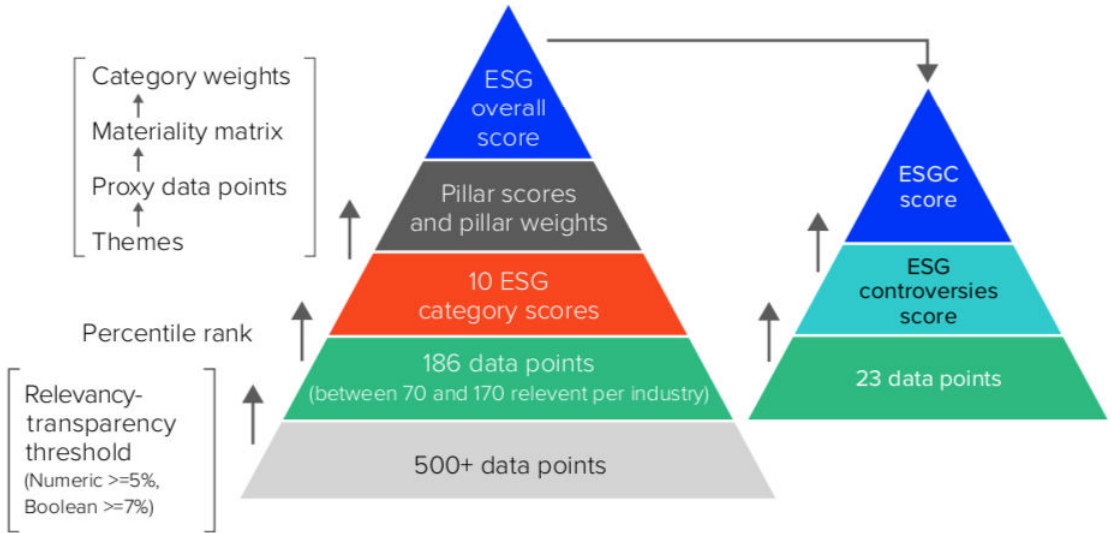 Category weights
Materiality matrix
Proxy data points
Themes
Percentile rank
Relevancy-
transparency
threshold
(Numeric >=5%,
Boolean >=7%)
ESG
overall
score
Pillar scores
and pillar weights
10 ESG
category scores
186 data points
(between 70 and 170 relevent per industry)
500+ data points
ESGC
score
ESG
controversies
score
23 data points